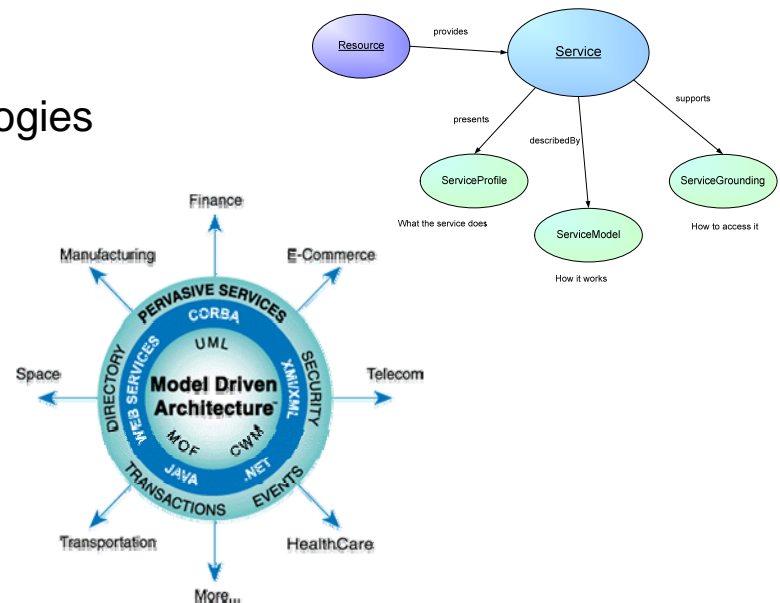 Resource
provides
Service
ogies
presents
describedBy
supports
ServiceProfile
ServiceGrounding
What the service does
ServiceModel
How to access it
How it works
Finance
Manufacturing
E-Commerce
PERVASIVE SERVICES
CORBA
UML
DIRECTORY
WEB SERVICES
XMI/XML
SECURITY
Space
Telecom
Model Driven
Architecture™
MOF
CWM
JAVA
.NET
TRANSACTIONS
EVENTS
Transportation
HealthCare
More...